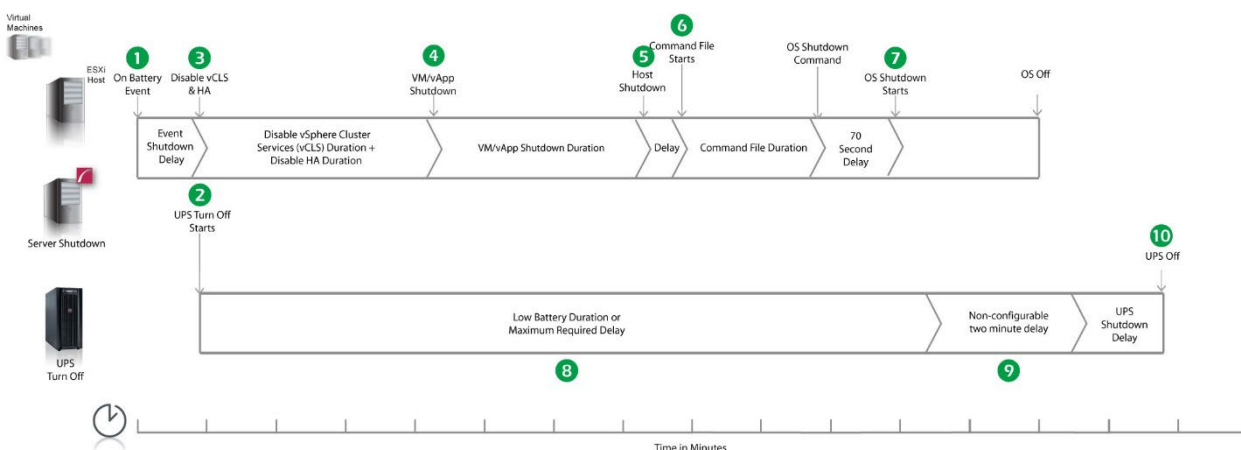 Virtual
Machines
ESXi
Host
1
On Battery
Event
3
Disable vCLS
& HA
4
VM/vApp
Shutdown
5
Host
Shutdown
6
Command File
Starts
OS Shutdown
Command
7
OS Shutdown
Starts
OS Off
Event
Shutdown
Delay
Disable vSphere Cluster
Services (vCLS) Duration +
Disable HA Duration
VM/vApp Shutdown Duration
Delay
Command File Duration
70
Second
Delay
Server Shutdown
2
UPS Turn Off
Starts
10
UPS Off
Low Battery Duration or
Maximum Required Delay
Non-configurable
two minute delay
UPS
Shutdown
Delay
UPS
Turn Off
8
9
Time in Minutes